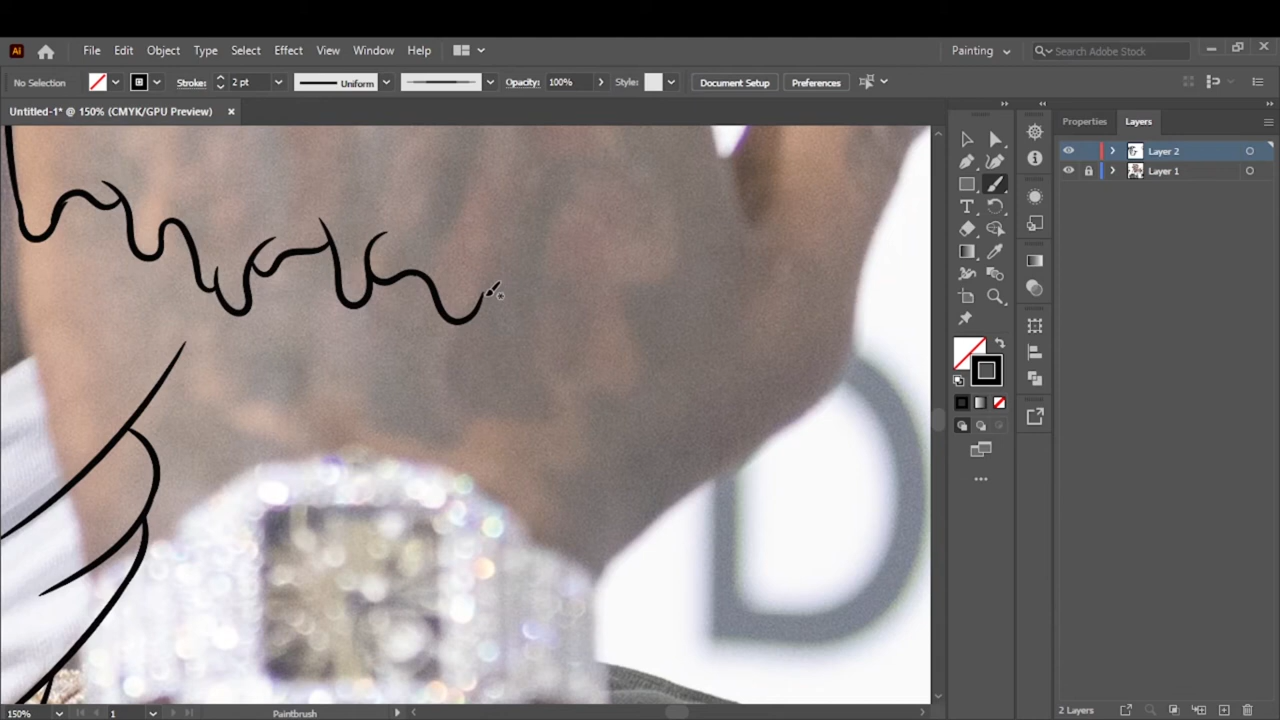 Ai File Edit Object Type Select Effect View Window Help Painting Search Adobe Stock
No Selection Stroke: 2 pt Uniform Opacity: 100% Style: Document Setup Preferences
Untitled-1* @ 150% (CMYK/GPU Preview)
Properties Layers
Layer 2
Layer 1
D
150% 1 Paintbrush 2 Layers